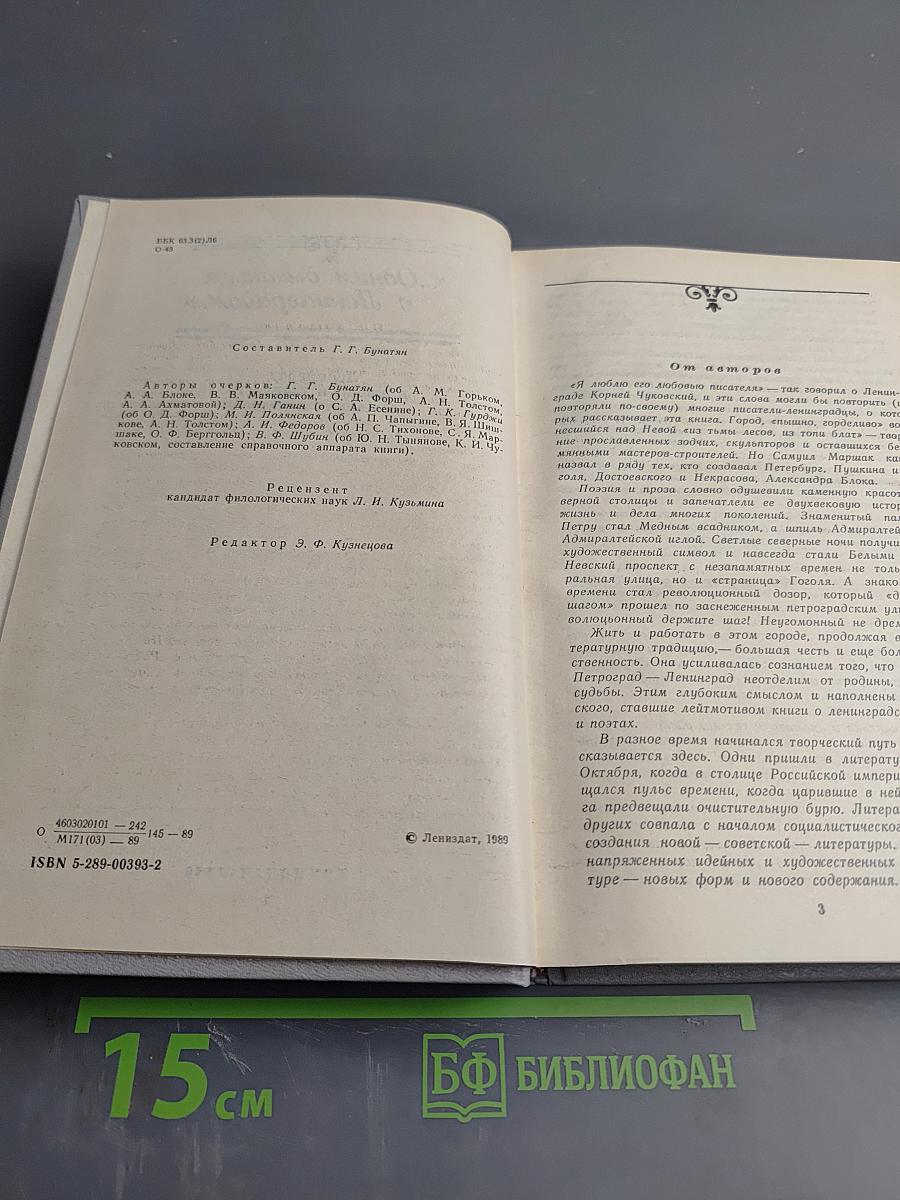 ББК 63.3(2)Л6
О-43
Составитель Г. Г. Бунатян
Авторы очерков: Г. Г. Бунатян (об А. М. Горьком,
А. А. Блоке, В. В. Маяковском, О. Д. Форш, А. Н. Толстом,
А. А. Ахматовой); Д. Н. Ганин (о С. А. Есенине); Г. К. Гурджи
(об О. Д. Форш); М. И. Полянская (об А. П. Чапыгине, В. Я. Шиш-
кове, А. Н. Толстом); А. И. Федоров (об Н. С. Тихонове, С. Я. Мар-
шаке, О. Ф. Берггольц); В. Ф. Шубин (об Ю. Н. Тынянове, К. И. Чу-
ковском, составление справочного аппарата книги).
Рецензент
кандидат филологических наук Л. И. Кузьмина
Редактор Э. Ф. Кузнецова
О 4603020101 — 242
М171(03) — 89 145 — 89
© Лениздат, 1989
ISBN 5-289-00393-2
От авторов
«Я люблю его любовью писателя» — так говорил о Ленин-
граде Корней Чуковский, и эти слова могли бы повторить (и
повторяли по-своему) многие писатели-ленинградцы, о кото-
рых рассказывает эта книга. Город, «пышно, горделиво» воз-
несшийся над Невой «из тьмы лесов, из топи блат» — твор
ние прославленных зодчих, скульпторов и оставшихся бе
мянными мастеров-строителей. Но Самуил Маршак ка
назвал в ряду тех, кто создавал Петербург, Пушкина и
голя, Достоевского и Некрасова, Александра Блока.
Поэзия и проза словно одушевили каменную красот
верной столицы и запечатлели ее двухвековую истор
жизнь и дела многих поколений. Знаменитый пам
Петру стал Медным всадником, а шпиль Адмиралтей
Адмиралтейской иглой. Светлые северные ночи получи
художественный символ и навсегда стали Белыми
Невский проспект с незапамятных времен не толь
ральная улица, но и «страница» Гоголя. А знако
времени стал революционный дозор, который «д
шагом» прошел по заснеженным петроградским ули
волюцьонный держите шаг! Неугомонный не дрем
Жить и работать в этом городе, продолжая е
тературную традицию,— большая честь и еще бол
ственность. Она усиливалась сознанием того, что
Петроград — Ленинград неотделим от родины,
судьбы. Этим глубоким смыслом и наполнены
ского, ставшие лейтмотивом книги о ленинградс
и поэтах.
В разное время начинался творческий путь
сказывается здесь. Одни пришли в литерату
Октября, когда в столице Российской импери
щался пульс времени, когда царившие в ней
га предвещали очистительную бурю. Литера
других совпала с началом социалистическог
создания новой — советской — литературы.
напряженных идейных и художественных
туре — новых форм и нового содержания.
3
15 см
БФ БИБЛИОФАН